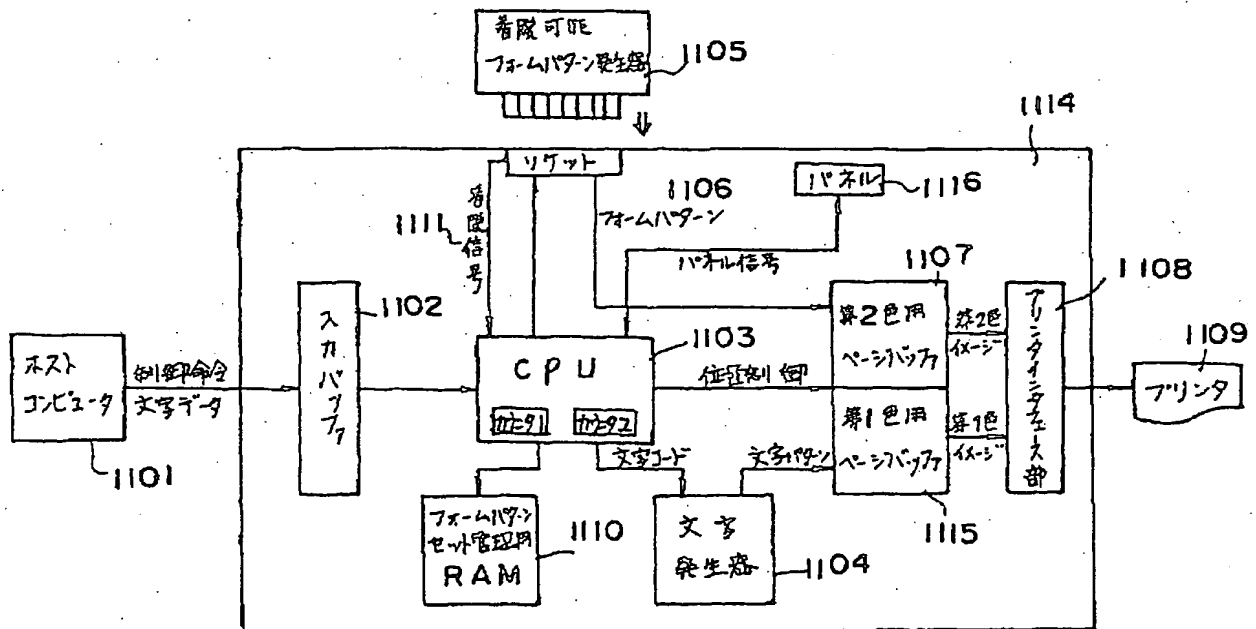 着脱可能
フォームパターン発生器
1105
1114
ソケット
パネル
1116
1106
フォームパターン
1111
着脱信号
パネル信号
1107
1108
1102
入力バッファ
1103
CPU
カウンタ1
カウンタ2
第2色用
ページバッファ
第2色
イメージ
プリンタインタフェース部
1109
プリンタ
ホスト
コンピュータ
1101
制御命令
文字データ
位置制御
第1色用
ページバッファ
第1色
イメージ
文字コード
文字パターン
フォームパターン
セット管理用
RAM
1110
文字
発生器
1104
1115